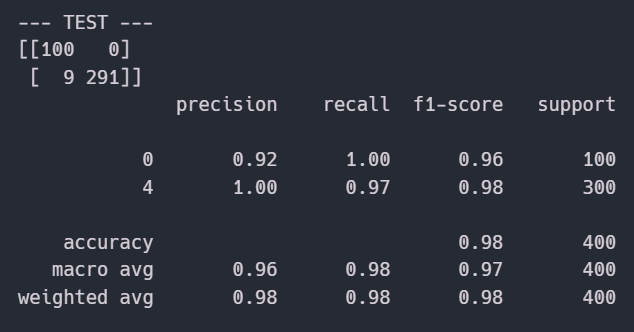 --- TEST ---
[[100   0]
 [  9 291]]
              precision    recall  f1-score   support

           0       0.92      1.00      0.96       100
           4       1.00      0.97      0.98       300

    accuracy                           0.98       400
   macro avg       0.96      0.98      0.97       400
weighted avg       0.98      0.98      0.98       400